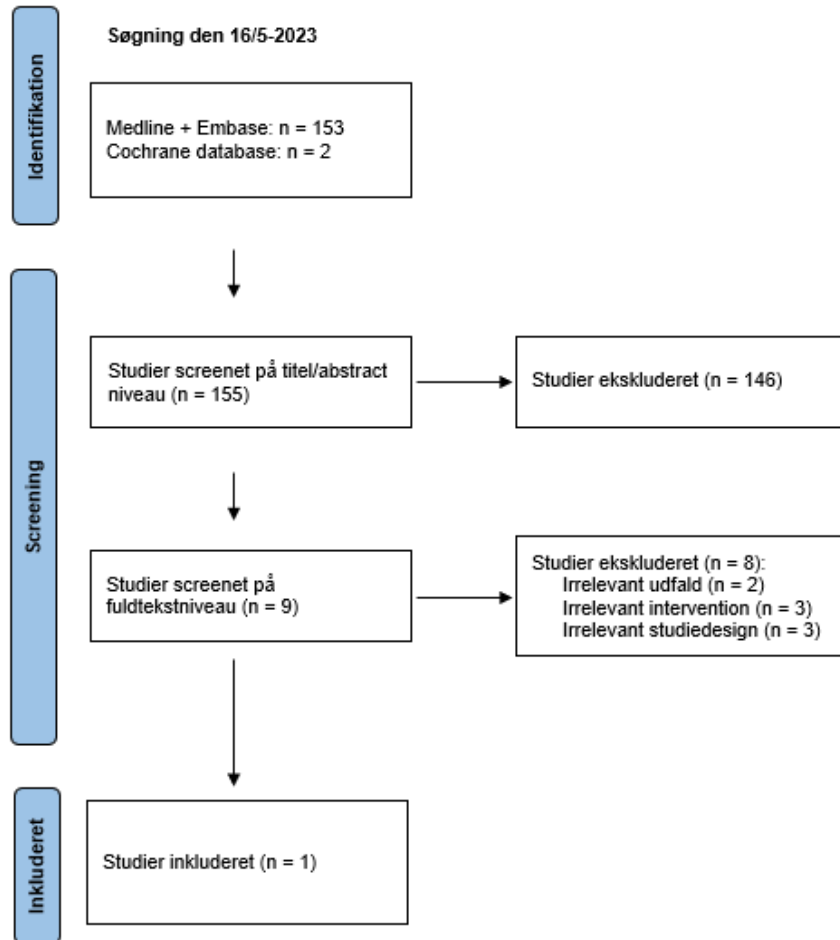 Søgning den 16/5-2023
Identifikation
Medline + Embase: n = 153
Cochrane database: n = 2
Screening
Studier screenet på titel/abstract
niveau (n = 155)
Studier ekskluderet (n = 146)
Studier screenet på
fuldtekstniveau (n = 9)
Studier ekskluderet (n = 8):
Irrelevant udfald (n = 2)
Irrelevant intervention (n = 3)
Irrelevant studiedesign (n = 3)
Inkluderet
Studier inkluderet (n = 1)